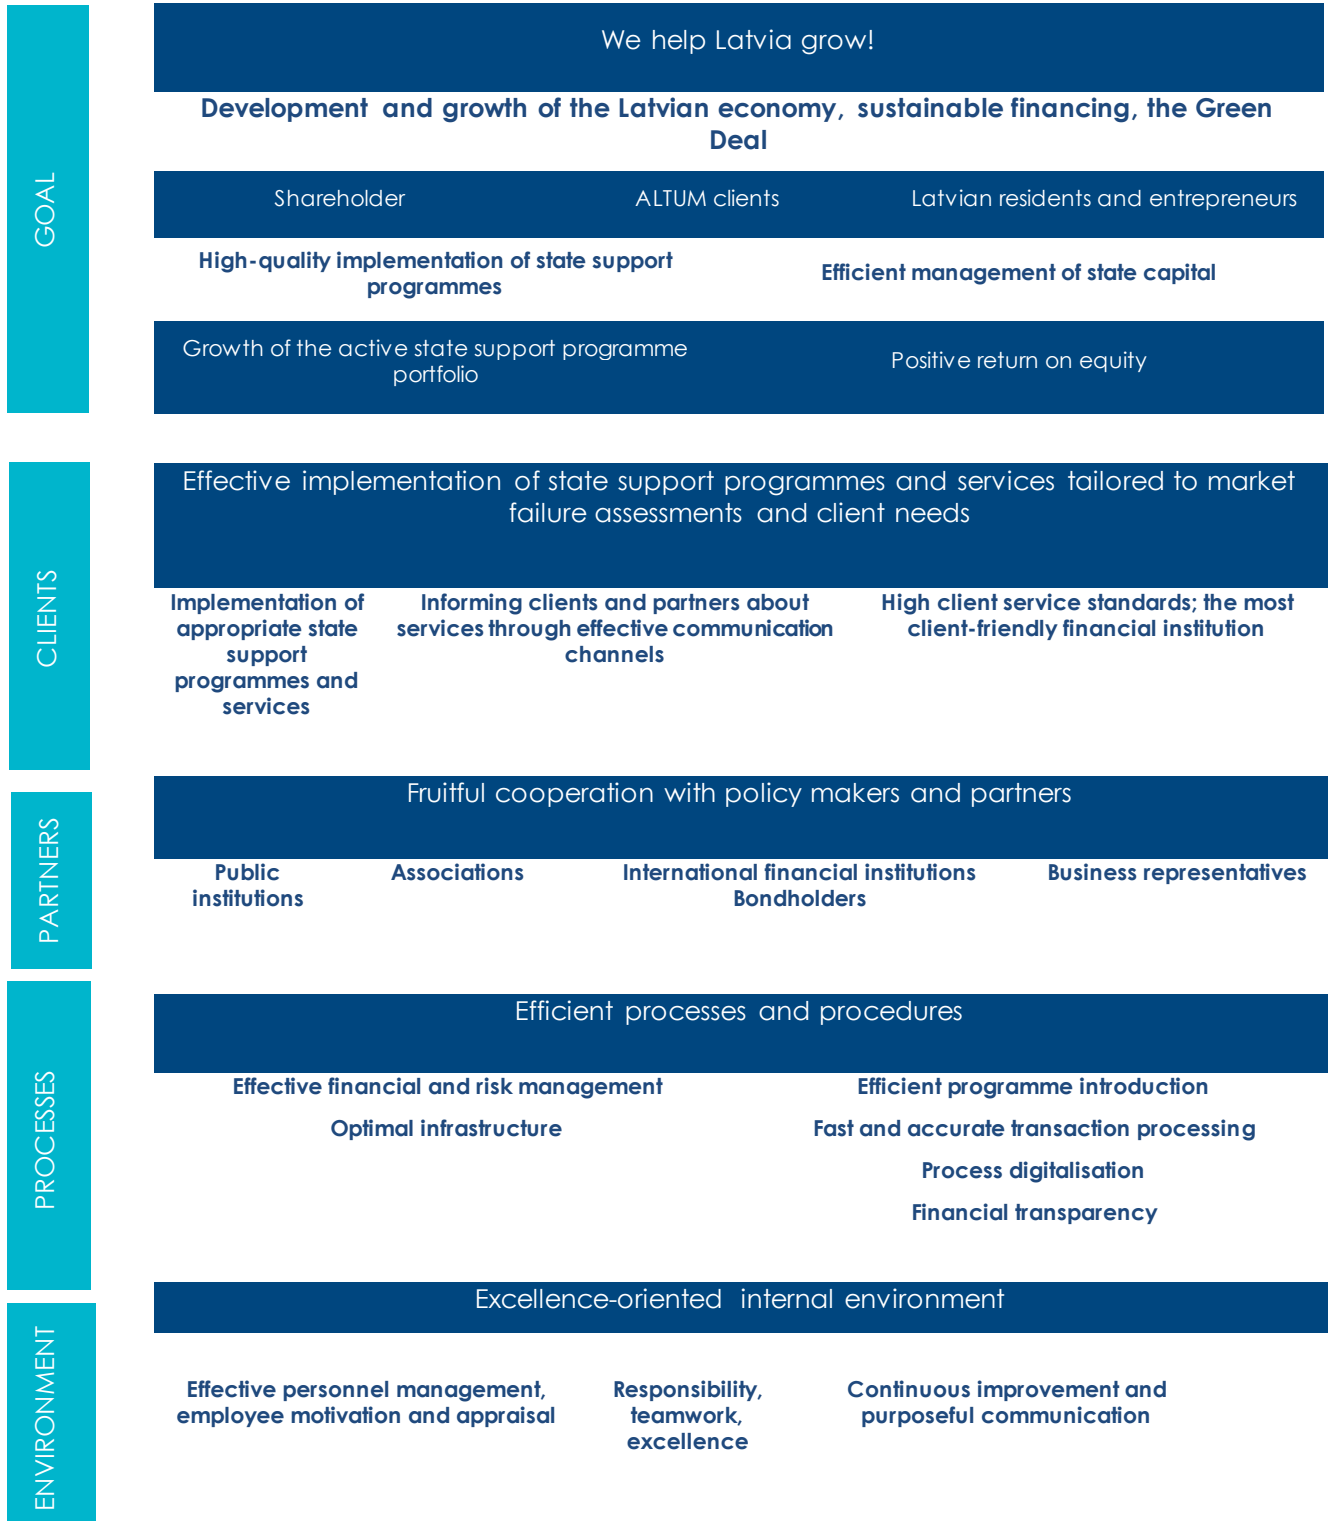 GOAL
We help Latvia grow!
Development and growth of the Latvian economy, sustainable financing, the Green
Deal
Shareholder
ALTUM clients
Latvian residents and entrepreneurs
High-quality implementation of state support
programmes
Efficient management of state capital
Growth of the active state support programme
portfolio
Positive return on equity
CLIENTS
Effective implementation of state support programmes and services tailored to market
failure assessments and client needs
Implementation of
appropriate state
support
programmes and
services
Informing clients and partners about
services through effective communication
channels
High client service standards; the most
client-friendly financial institution
PARTNERS
Fruitful cooperation with policy makers and partners
Public
institutions
Associations
International financial institutions
Bondholders
Business representatives
PROCESSES
Efficient processes and procedures
Effective financial and risk management
Optimal infrastructure
Efficient programme introduction
Fast and accurate transaction processing
Process digitalisation
Financial transparency
ENVIRONMENT
Excellence-oriented internal environment
Effective personnel management,
employee motivation and appraisal
Responsibility,
teamwork,
excellence
Continuous improvement and
purposeful communication